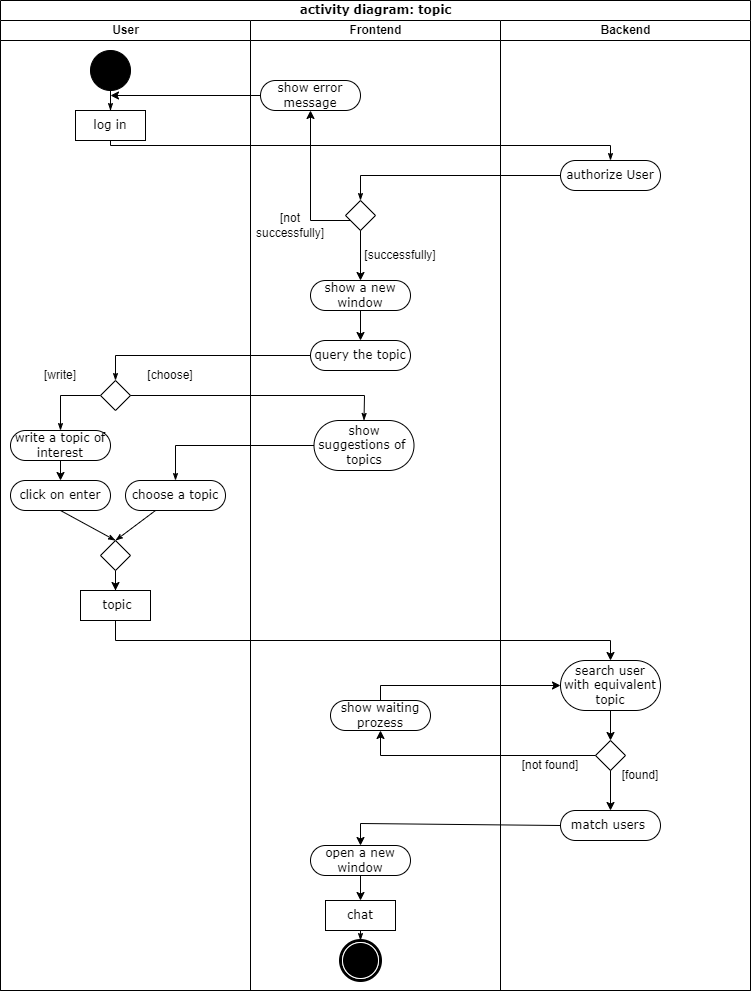 activity diagram: topic
User
Frontend
Backend
show error
message
log in
authorize User
[not
successfully]
[successfully]
show a new
window
query the topic
[write]
[choose]
write a topic of
interest
show
suggestions of
topics
click on enter
choose a topic
topic
search user
with equivalent
topic
show waiting
prozess
[not found]
[found]
match users
open a new
window
chat